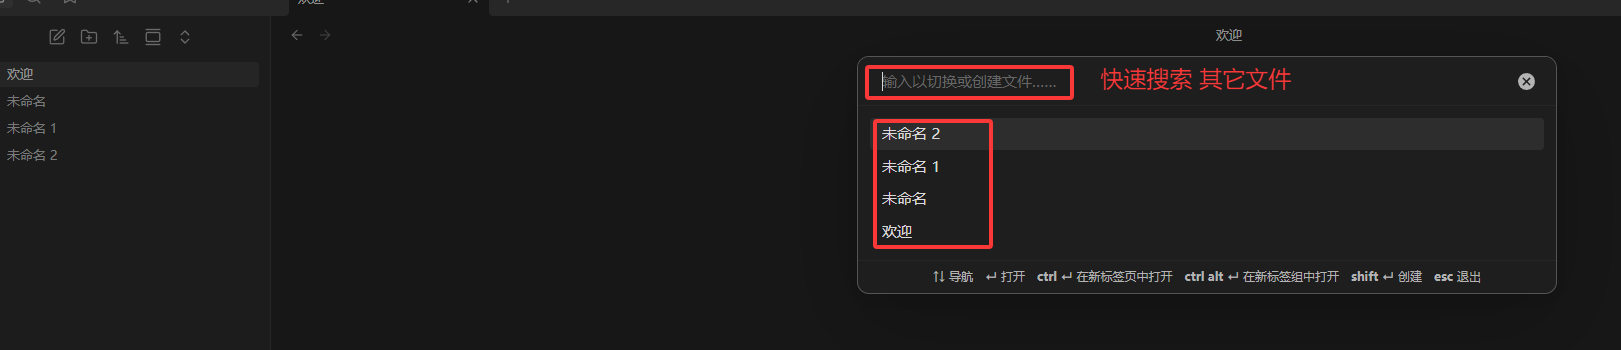 欢迎
欢迎
欢迎
未命名
未命名 1
未命名 2
输入以切换或创建文件......
快速搜索 其它文件
未命名 2
未命名 1
未命名
欢迎
↑↓ 导航 ↵ 打开 ctrl ↵ 在新标签页中打开 ctrl alt ↵ 在新标签组中打开 shift ↵ 创建 esc 退出